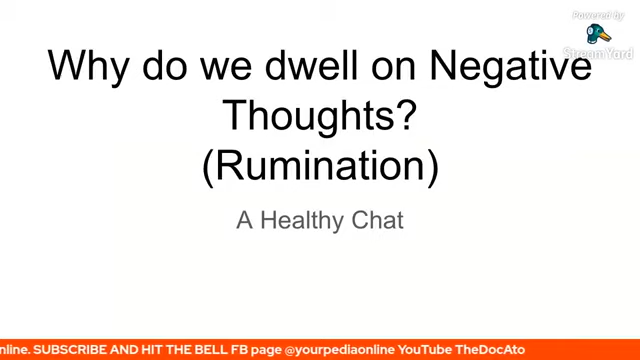 Powered by
StreamYard
Why do we dwell on Negative
Thoughts?
(Rumination)
A Healthy Chat
nline. SUBSCRIBE AND HIT THE BELL FB page @yourpediaonline YouTube TheDocAto